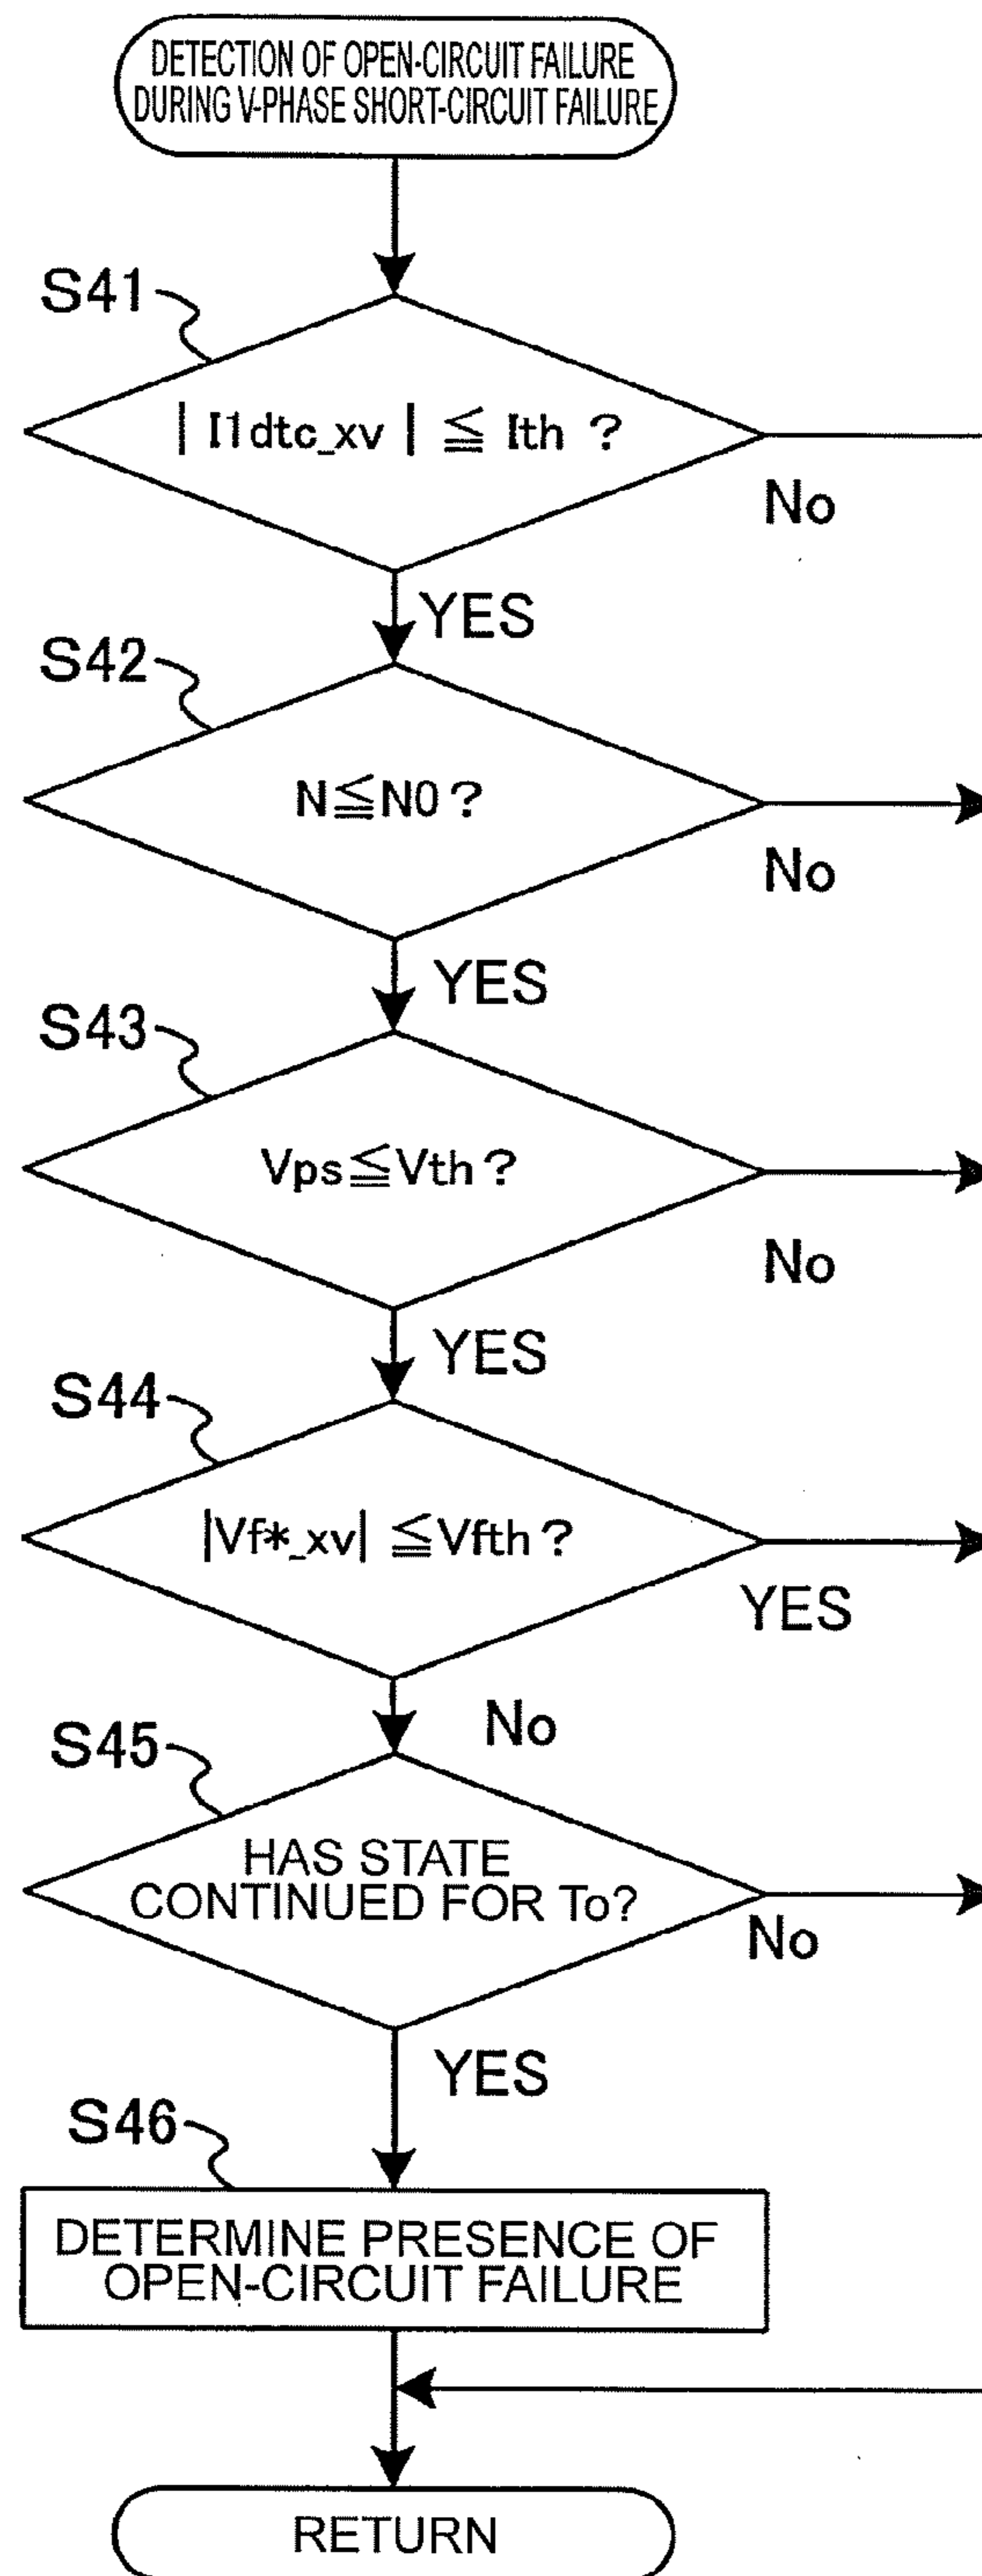 DETECTION OF OPEN-CIRCUIT FAILURE
DURING V-PHASE SHORT-CIRCUIT FAILURE
S41
| I1dtc_xv | ≦ Ith ?
No
YES
S42
N≦N0?
No
YES
S43
Vps≦Vth?
No
YES
S44
|Vf*_xv| ≦Vfth?
YES
No
S45
HAS STATE
CONTINUED FOR To?
No
YES
S46
DETERMINE PRESENCE OF
OPEN-CIRCUIT FAILURE
RETURN